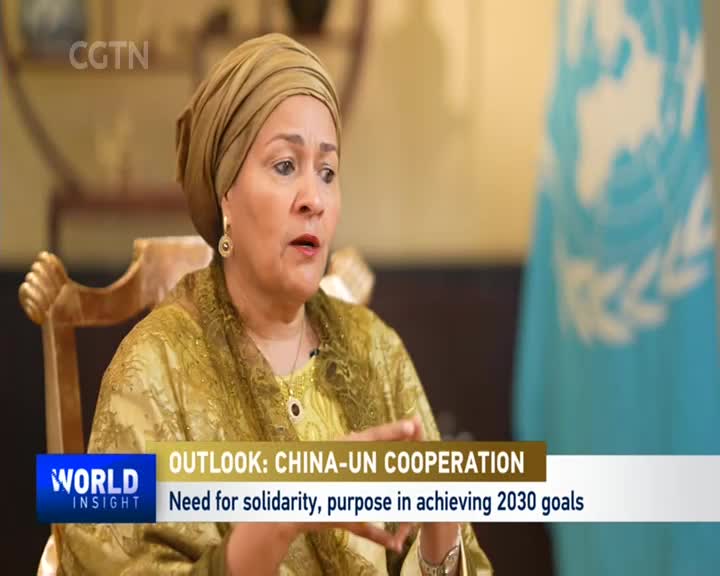 CGTN
OUTLOOK: CHINA-UN COOPERATION
WORLD
INSIGHT
Need for solidarity, purpose in achieving 2030 goals